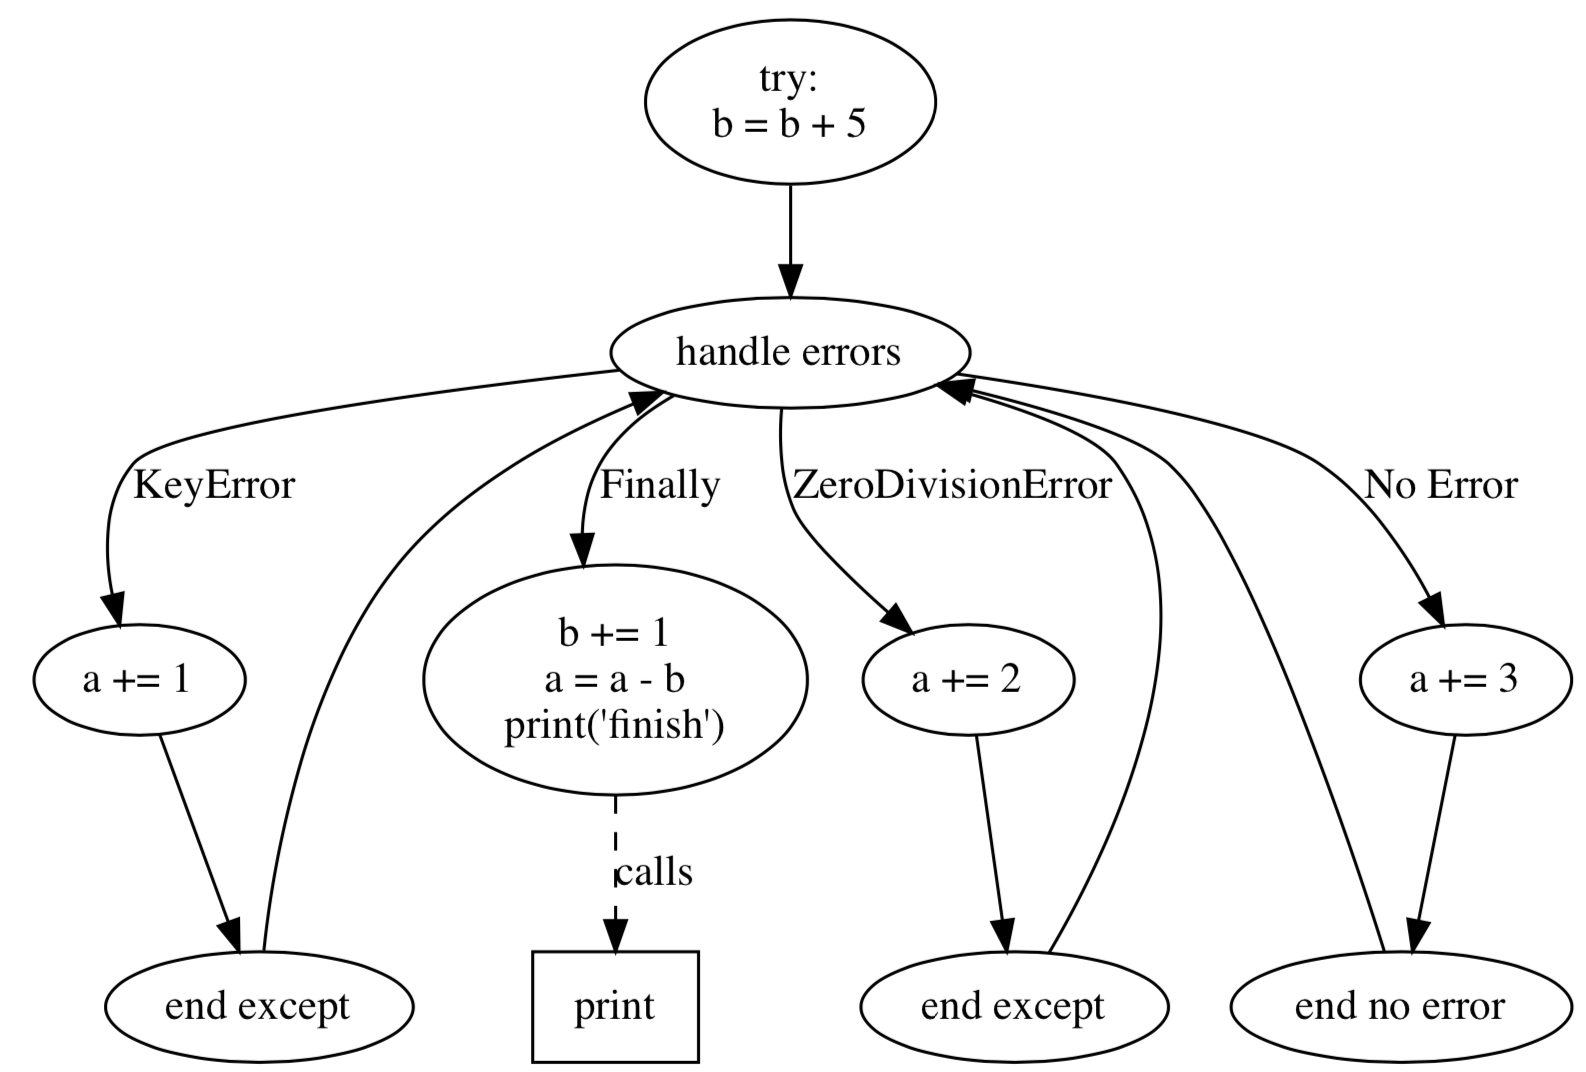 try:
b = b + 5
handle errors
KeyError
Finally
ZeroDivisionError
No Error
a += 1
b += 1
a = a - b
print('finish')
a += 2
a += 3
calls
end except
print
end except
end no error